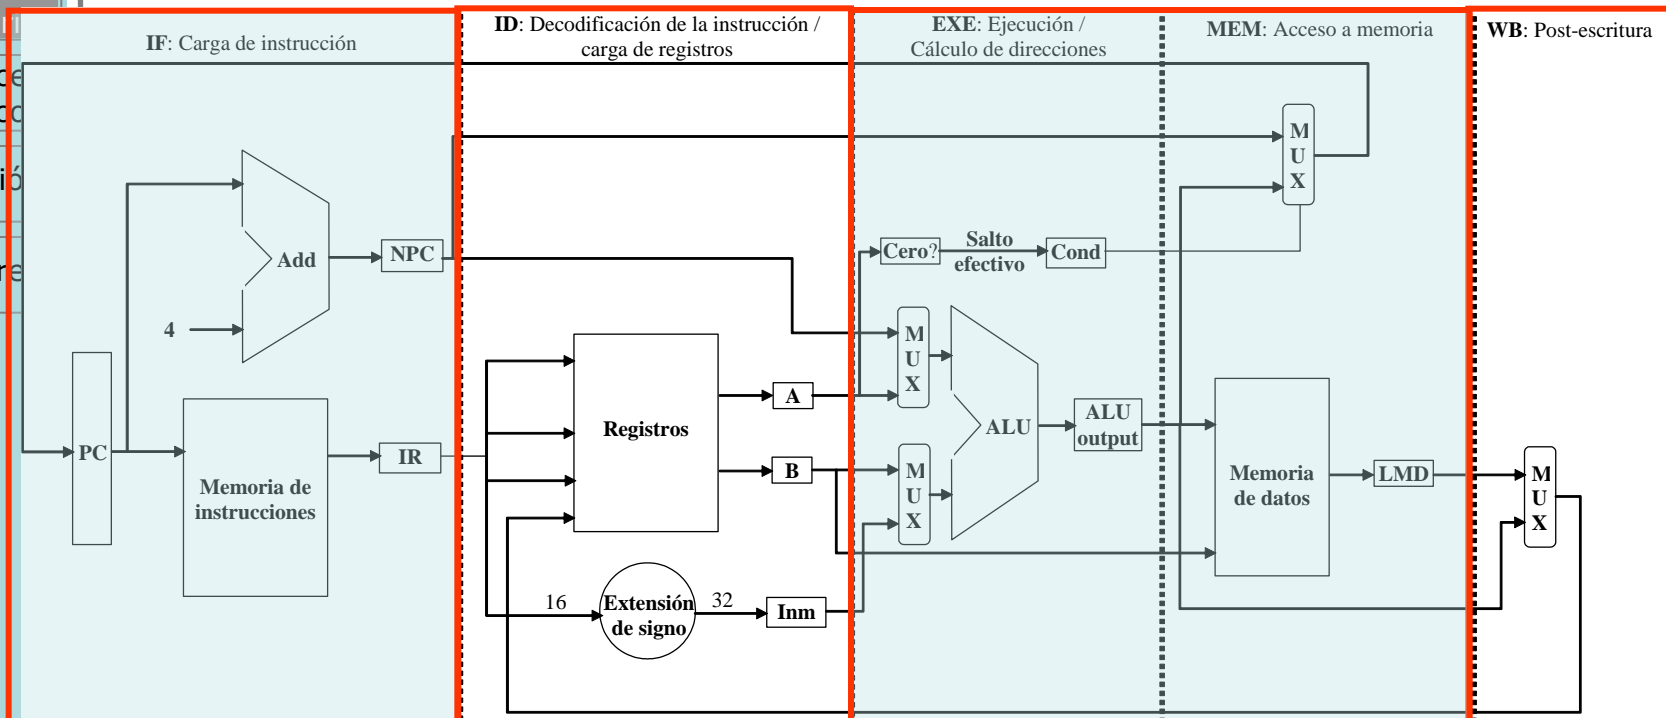 IF: Carga de instrucción
ID: Decodificación de la instrucción /
carga de registros
EXE: Ejecución /
Cálculo de direcciones
MEM: Acceso a memoria
WB: Post-escritura
M
U
X
Add
NPC
4
Cero?
Salto
efectivo
Cond
M
U
X
PC
Memoria de
instrucciones
IR
Registros
A
B
M
U
X
ALU
ALU
output
Memoria
de datos
LMD
M
U
X
16
Extensión
de signo
32
Inm